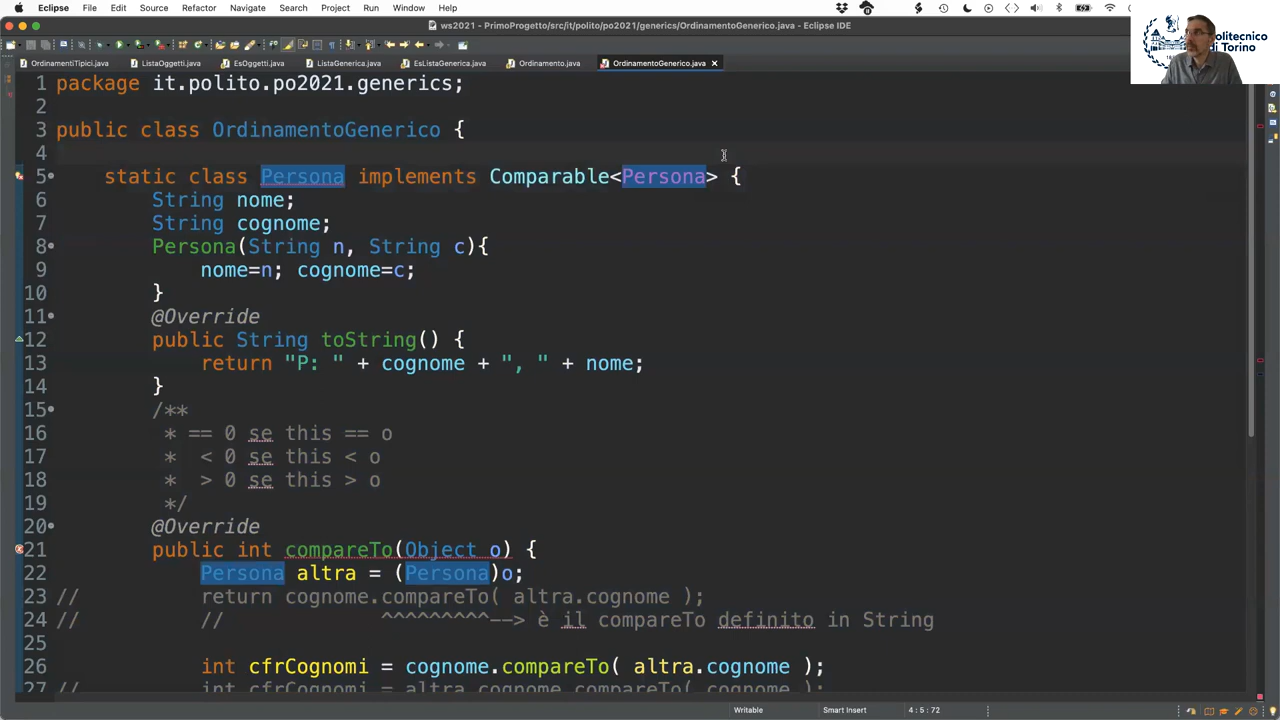 Eclipse File Edit Source Refactor Navigate Search Project Run Window Help
ws2021 - PrimoProgetto/src/it/polito/po2021/generics/OrdinamentoGenerico.java - Eclipse IDE
Politecnico
di Torino
OrdinamentiTipici.java ListaOggetti.java EsOggetti.java ListaGenerica.java EsListaGenerica.java Ordinamento.java OrdinamentoGenerico.java
1 package it.polito.po2021.generics;
2
3 public class OrdinamentoGenerico {
4
5 static class Persona implements Comparable<Persona> {
6 String nome;
7 String cognome;
8 Persona(String n, String c){
9 nome=n; cognome=c;
10 }
11 @Override
12 public String toString() {
13 return "P: " + cognome + ", " + nome;
14 }
15 /**
16 * == 0 se this == o
17 * < 0 se this < o
18 * > 0 se this > o
19 */
20 @Override
21 public int compareTo(Object o) {
22 Persona altra = (Persona)o;
23 // return cognome.compareTo( altra.cognome );
24 // // ^^^^^^^^^--> è il compareTo definito in String
25
26 int cfrCognomi = cognome.compareTo( altra.cognome );
27 // int cfrCognomi = altra.cognome.compareTo( cognome );
Writable Smart Insert 4 : 5 : 72